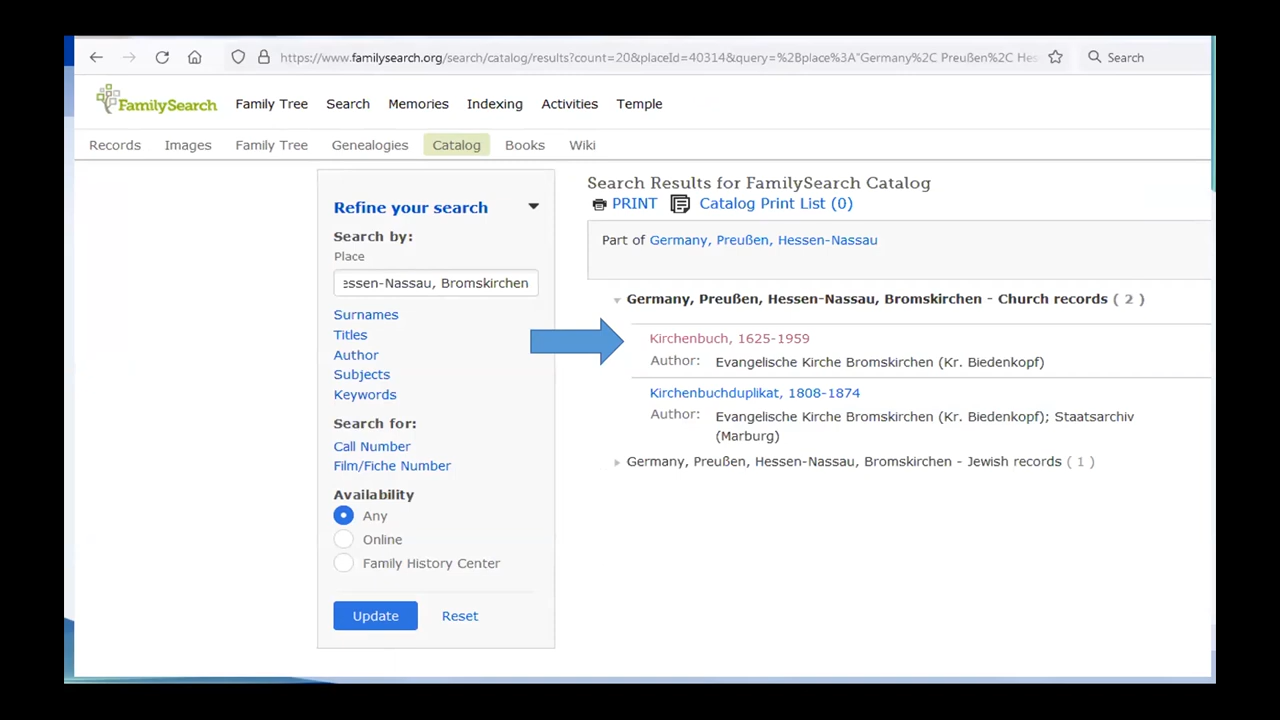 https://www.familysearch.org/search/catalog/results?count=20&placeId=40314&query=%2Bplace%3A"Germany%2C Preußen%2C Hes
Search
FamilySearch Family Tree Search Memories Indexing Activities Temple
Records Images Family Tree Genealogies Catalog Books Wiki
Refine your search
Search by:
Place
essen-Nassau, Bromskirchen
Surnames
Titles
Author
Subjects
Keywords
Search for:
Call Number
Film/Fiche Number
Availability
Any
Online
Family History Center
Update Reset
Search Results for FamilySearch Catalog
PRINT Catalog Print List (0)
Part of Germany, Preußen, Hessen-Nassau
Germany, Preußen, Hessen-Nassau, Bromskirchen - Church records ( 2 )
Kirchenbuch, 1625-1959
Author: Evangelische Kirche Bromskirchen (Kr. Biedenkopf)
Kirchenbuchduplikat, 1808-1874
Author: Evangelische Kirche Bromskirchen (Kr. Biedenkopf); Staatsarchiv
(Marburg)
Germany, Preußen, Hessen-Nassau, Bromskirchen - Jewish records ( 1 )